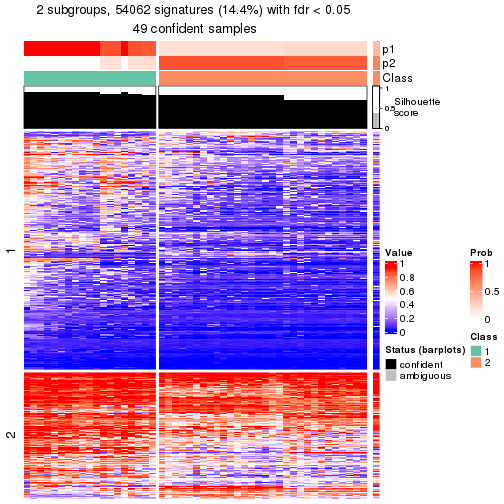 2 subgroups, 54062 signatures (14.4%) with fdr < 0.05
49 confident samples
p1
p2
Class
1
0.5
0
Silhouette
score
1
2
Value
1
0.8
0.6
0.4
0.2
0
Prob
1
0.5
0
Status (barplots)
confident
ambiguous
Class
1
2